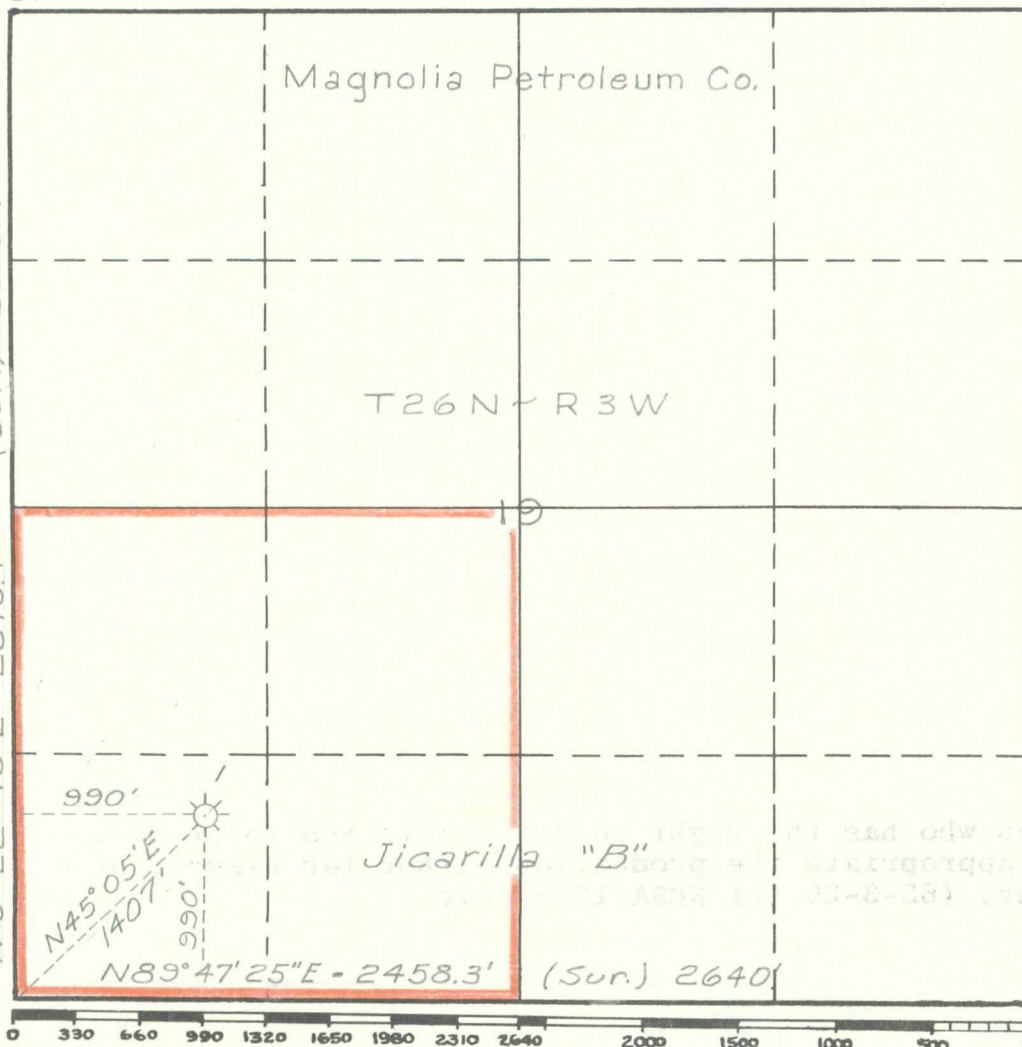 Magnolia Petroleum Co.
T26N - R3W
19
990'
1
Jicarilla "B"
N45°05'E
1407'
990'
N89°47'25"E - 2458.3' (Sur.) 2640
0 330 660 990 1320 1650 1980 2310 2640 2000 1500 1000 500